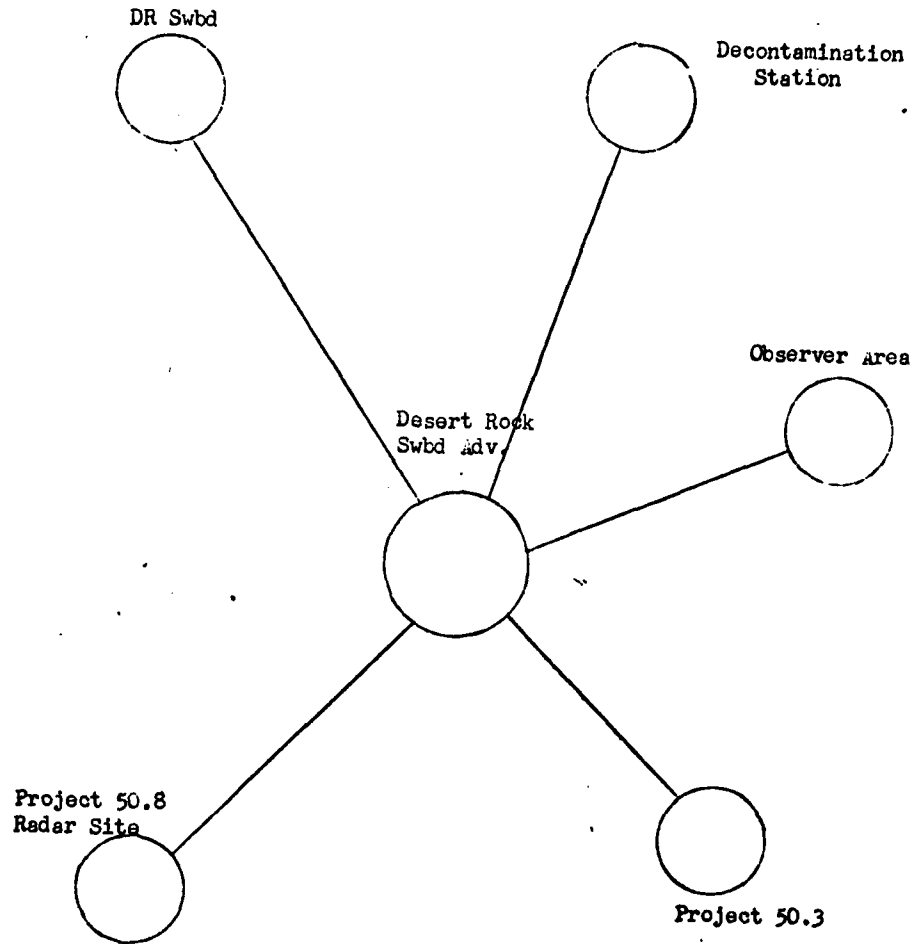 DR Swbd
Decontamination
Station
Observer Area
Desert Rock
Swbd Adv.
Project 50.8
Radar Site
Project 50.3